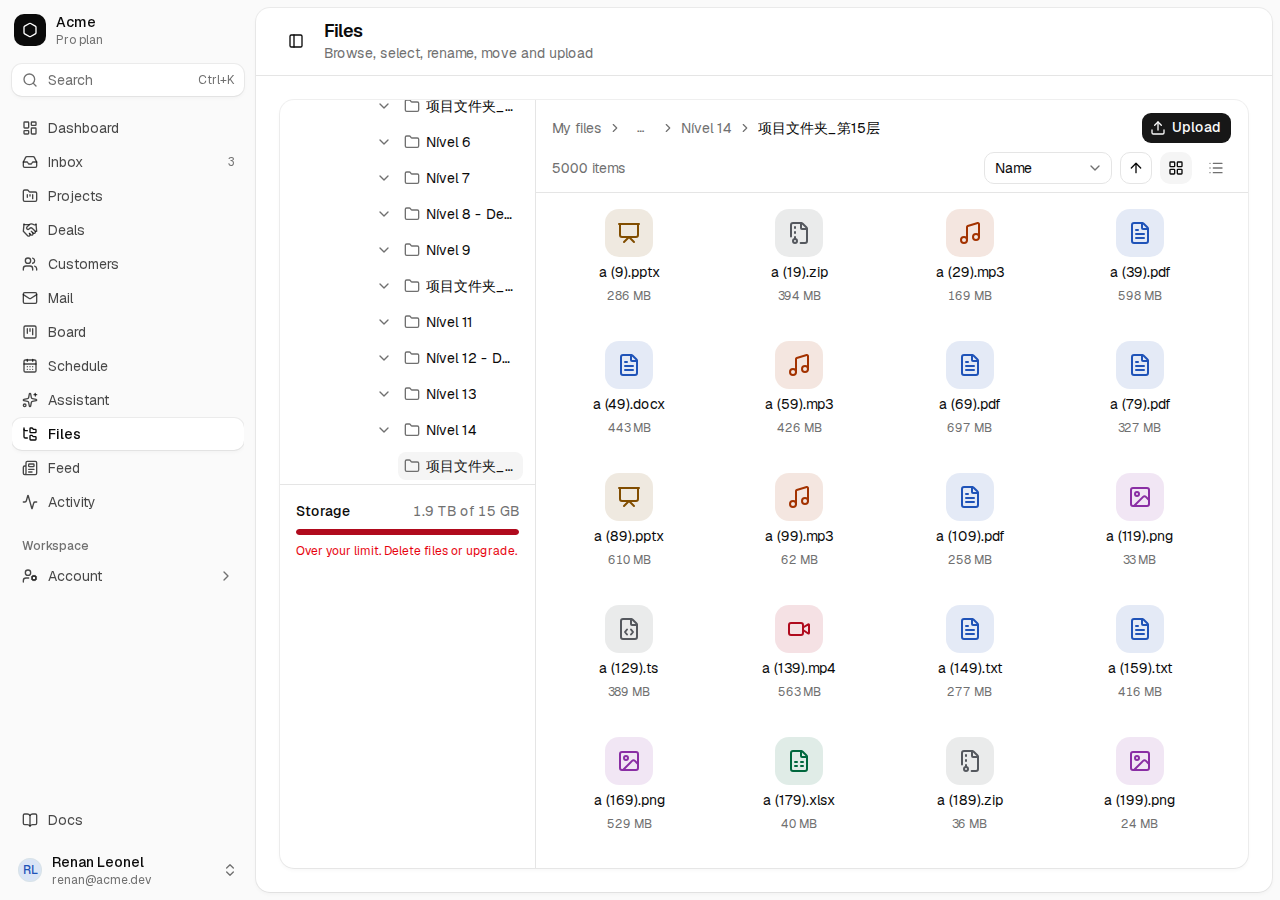 Acme
Pro plan
Search Ctrl+K
Dashboard
Inbox 3
Projects
Deals
Customers
Mail
Board
Schedule
Assistant
Files
Feed
Activity
Workspace
Account
Docs
RL
Renan Leonel
renan@acme.dev
Files
Browse, select, rename, move and upload
项目文件夹_...
Nível 6
Nível 7
Nível 8 - De...
Nível 9
项目文件夹_...
Nível 11
Nível 12 - D...
Nível 13
Nível 14
项目文件夹_...
Storage 1.9 TB of 15 GB
Over your limit. Delete files or upgrade.
My files ... Nível 14 项目文件夹_第15层
Upload
5000 items
Name
a (9).pptx a (19).zip a (29).mp3 a (39).pdf
286 MB 394 MB 169 MB 598 MB
a (49).docx a (59).mp3 a (69).pdf a (79).pdf
443 MB 426 MB 697 MB 327 MB
a (89).pptx a (99).mp3 a (109).pdf a (119).png
610 MB 62 MB 258 MB 33 MB
a (129).ts a (139).mp4 a (149).txt a (159).txt
389 MB 563 MB 277 MB 416 MB
a (169).png a (179).xlsx a (189).zip a (199).png
529 MB 40 MB 36 MB 24 MB